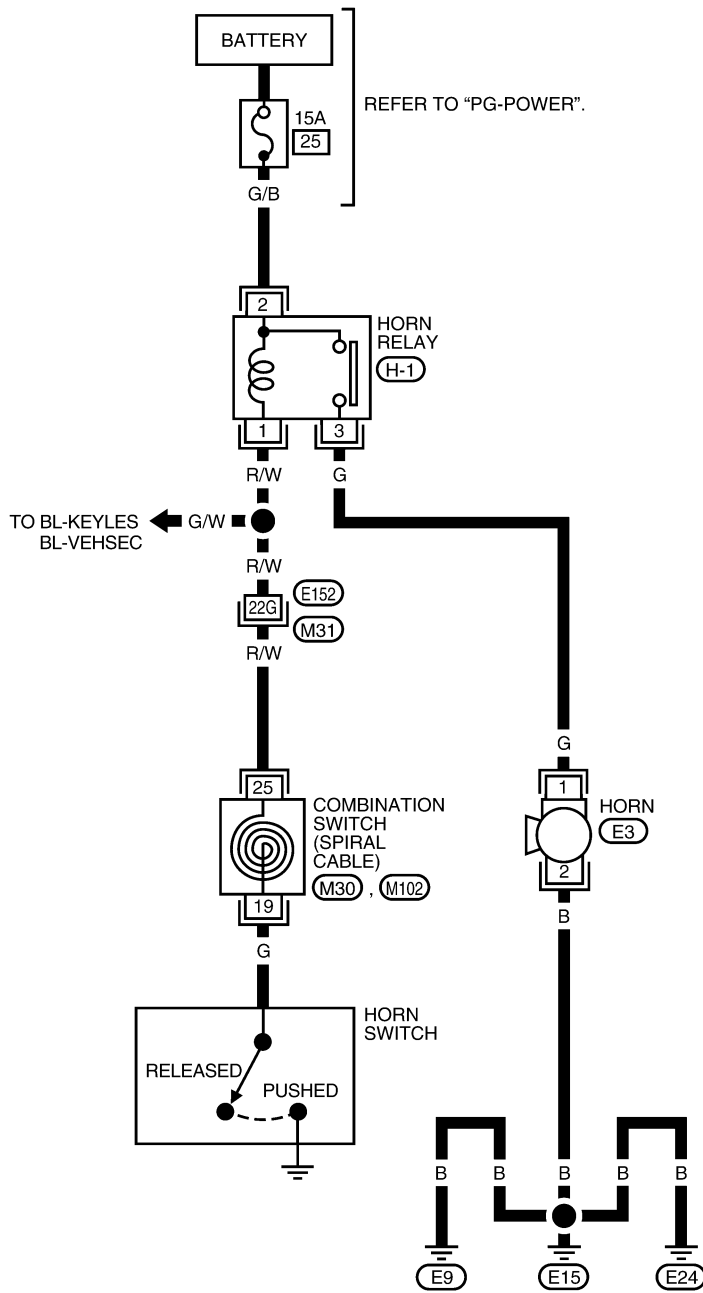 BATTERY
REFER TO “PG-POWER”.
15A
25
G/B
2
HORN
RELAY
H-1
1
3
R/W
G
TO BL-KEYLES
BL-VEHSEC
G/W
R/W
E152
22G
M31
R/W
G
25
1
COMBINATION
SWITCH
(SPIRAL
CABLE)
M30 , M102
HORN
E3
2
19
B
G
HORN
SWITCH
RELEASED
PUSHED
B B B B B
E9 E15 E24